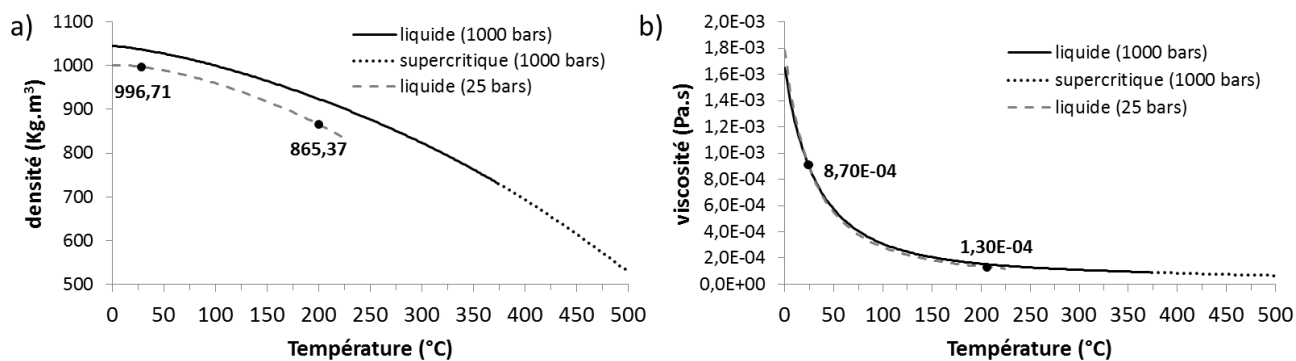 a)
densité (Kg.m³)
1100
1000
900
800
700
600
500
0 50 100 150 200 250 300 350 400 450 500
Température (°C)
liquide (1000 bars)
supercritique (1000 bars)
liquide (25 bars)
996,71
865,37
b)
viscosité (Pa.s)
2,0E-03
1,8E-03
1,6E-03
1,4E-03
1,2E-03
1,0E-03
8,0E-04
6,0E-04
4,0E-04
2,0E-04
0,0E+00
0 50 100 150 200 250 300 350 400 450 500
Température (°C)
liquide (1000 bars)
supercritique (1000 bars)
liquide (25 bars)
8,70E-04
1,30E-04